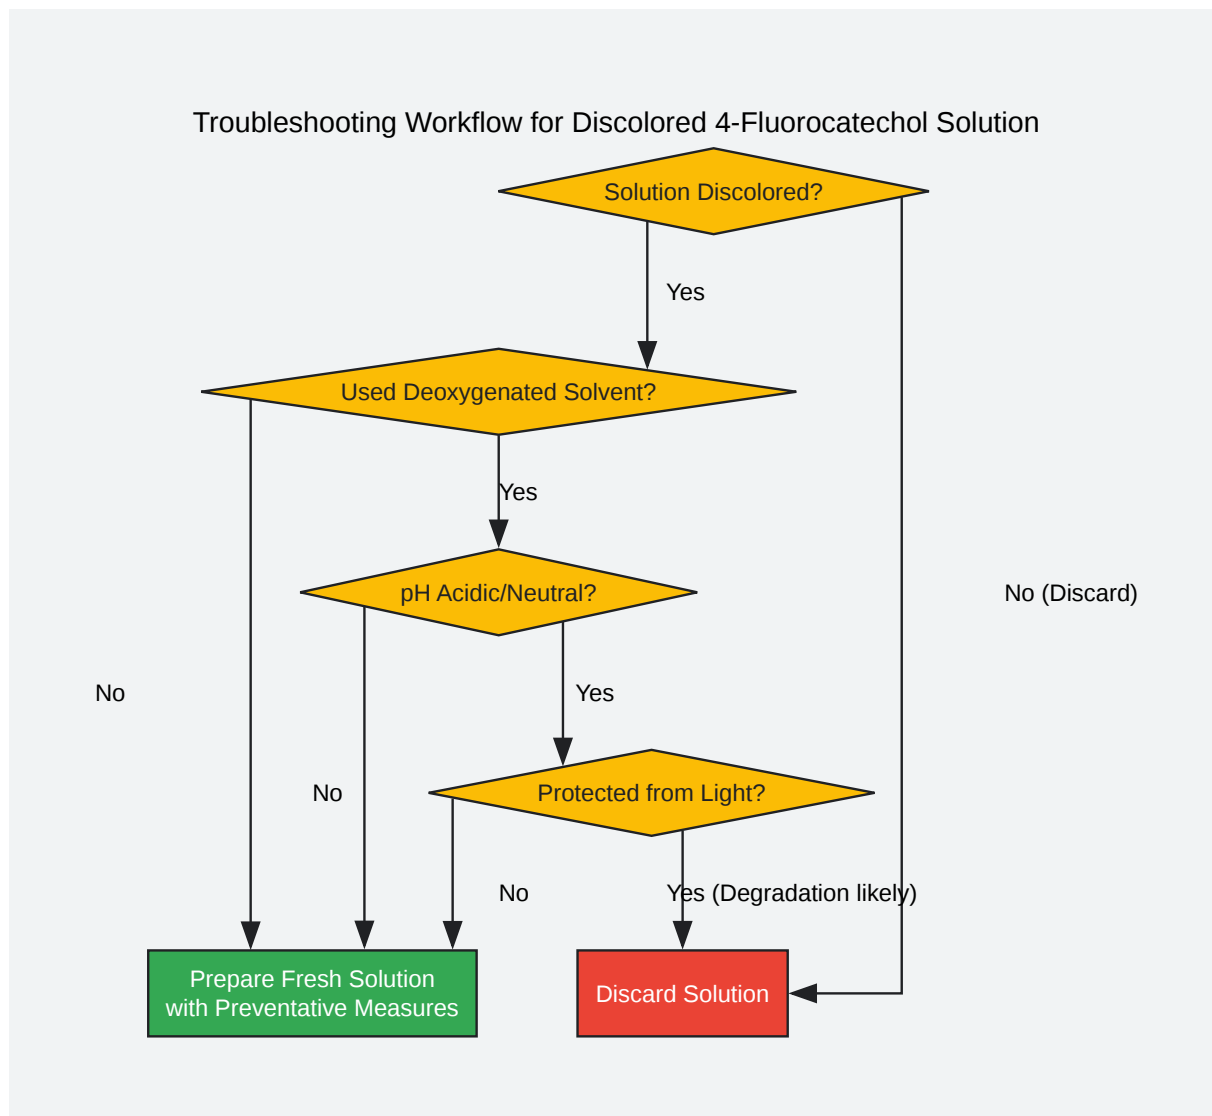 Troubleshooting Workflow for Discolored 4-Fluorocatechol Solution
Solution Discolored?
Yes
Used Deoxygenated Solvent?
Yes
pH Acidic/Neutral?
No (Discard)
No
Yes
No
Protected from Light?
No
Yes (Degradation likely)
Prepare Fresh Solution
with Preventative Measures
Discard Solution